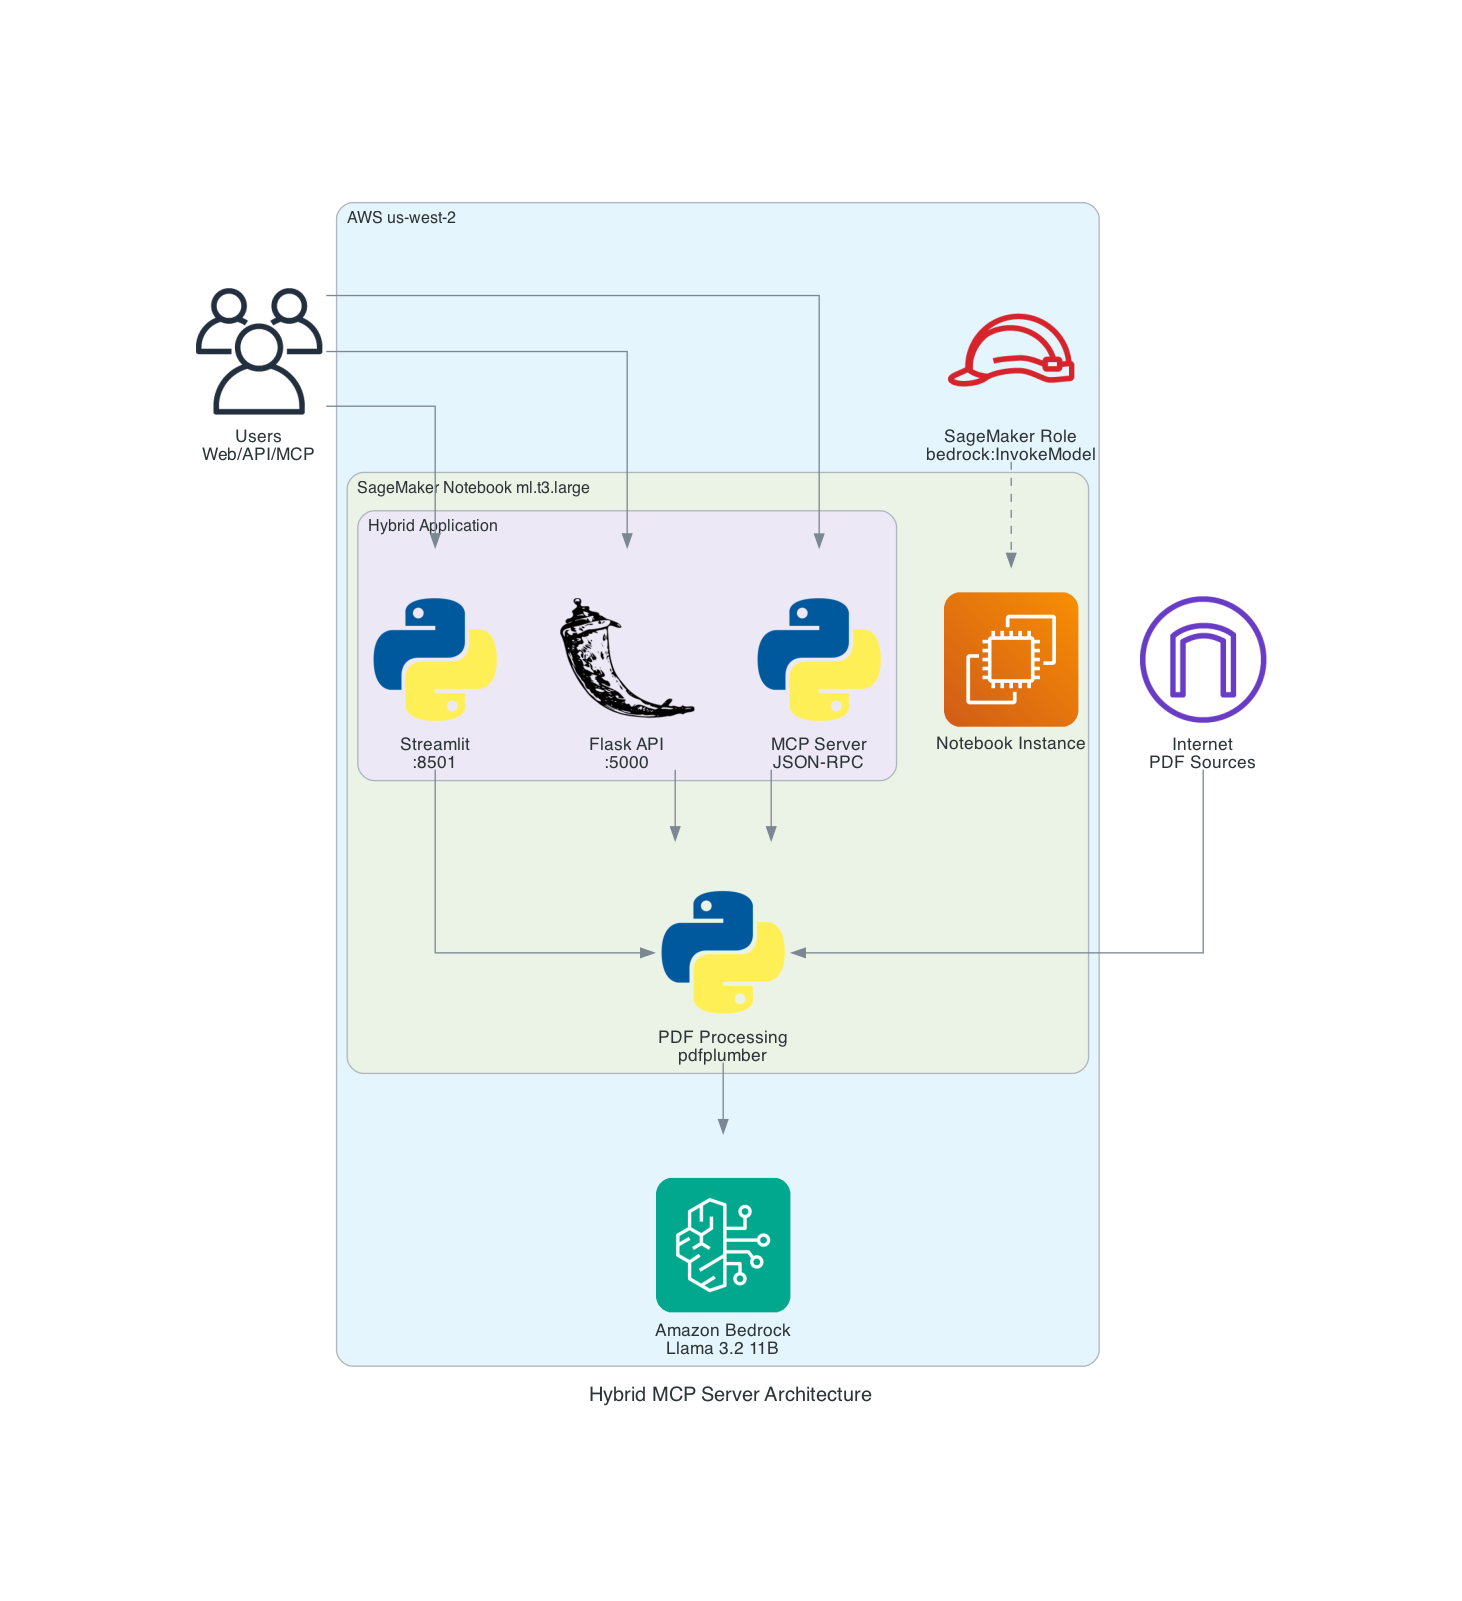 AWS us-west-2
Users
Web/API/MCP
SageMaker Role
bedrock:InvokeModel
SageMaker Notebook ml.t3.large
Hybrid Application
Streamlit
:8501
Flask API
:5000
MCP Server
JSON-RPC
Notebook Instance
Internet
PDF Sources
PDF Processing
pdfplumber
Amazon Bedrock
Llama 3.2 11B
Hybrid MCP Server Architecture